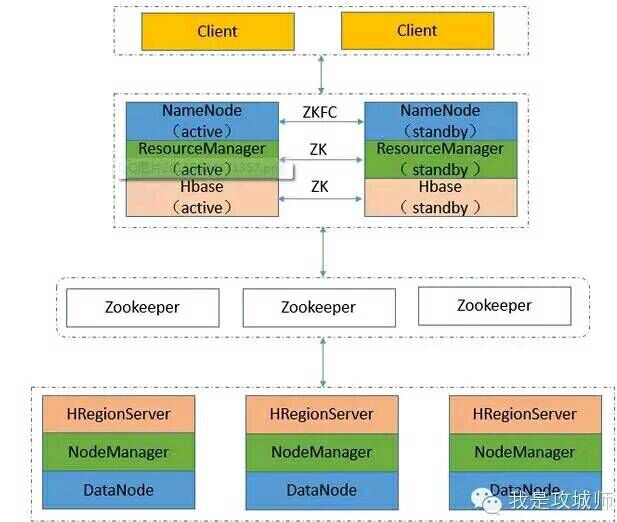 Client
Client
NameNode
（active）
ZKFC
NameNode
（standby）
ResourceManager
（active）
ZK
ResourceManager
（ standby）
Hbase
（active）
ZK
Hbase
（ standby ）
Zookeeper
Zookeeper
Zookeeper
HRegionServer
HRegionServer
HRegionServer
NodeManager
NodeManager
NodeManager
DataNode
DataNode
DataNode
我是攻城师